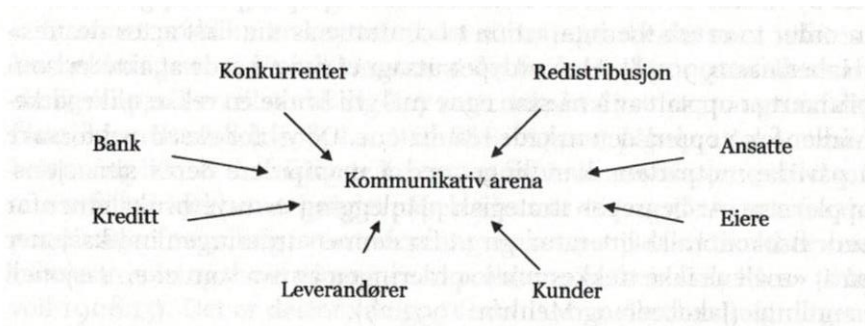 Konkurrenter Redistribusjon
Bank Ansatte
Kommunikativ arena
Kreditt Eiere
Leverandører Kunder